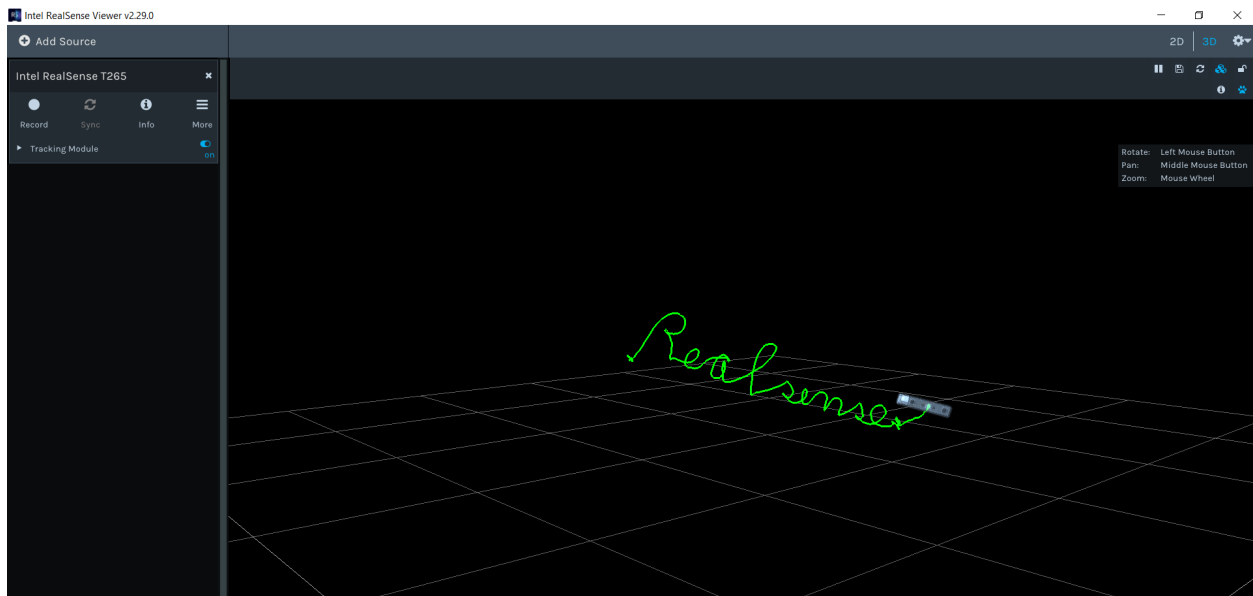 Intel RealSense Viewer v2.29.0
Add Source
2D 3D
Intel RealSense T265
Record Sync Info More
Tracking Module on
Rotate: Left Mouse Button
Pan: Middle Mouse Button
Zoom: Mouse Wheel
Realsense